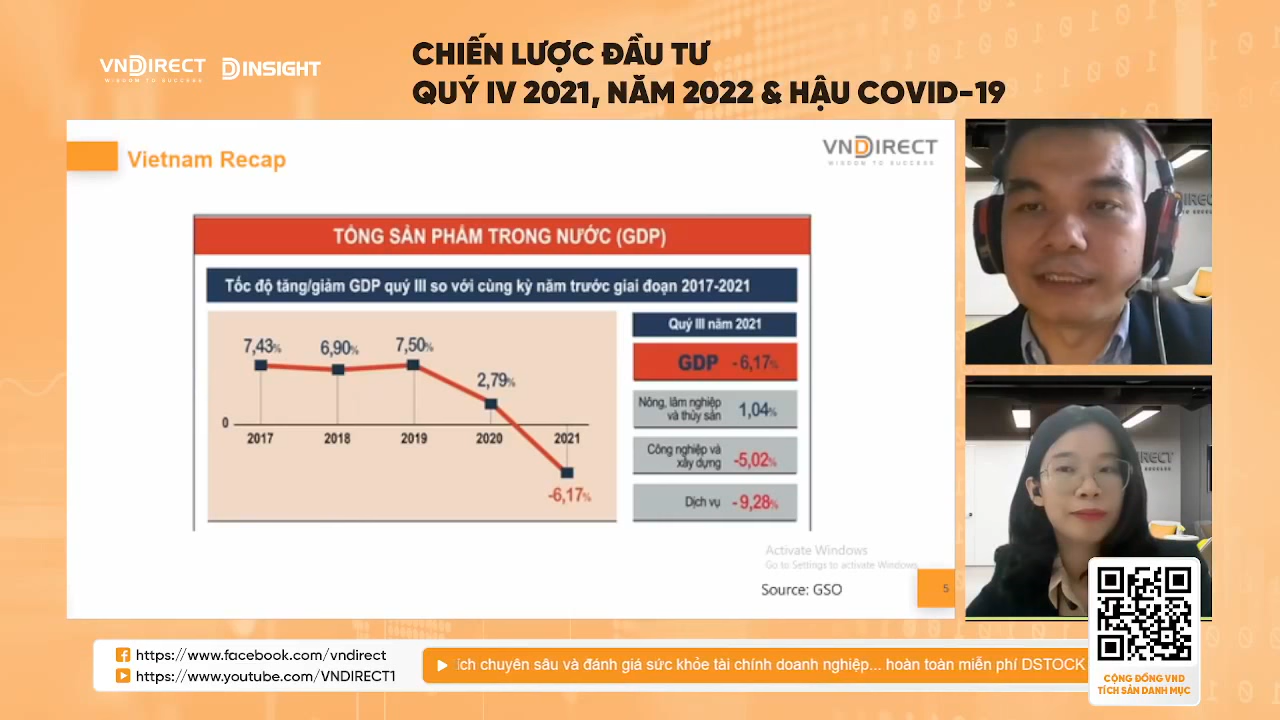 VNDIRECT
WISDOM TO SUCCESS
DINSIGHT
CHIẾN LƯỢC ĐẦU TƯ
QUÝ IV 2021, NĂM 2022 & HẬU COVID-19
Vietnam Recap
VNDIRECT
WISDOM TO SUCCESS
TỔNG SẢN PHẨM TRONG NƯỚC (GDP)
Tốc độ tăng/giảm GDP quý III so với cùng kỳ năm trước giai đoạn 2017-2021
7,43%
6,90%
7,50%
2,79%
-6,17%
0
2017
2018
2019
2020
2021
Quý III năm 2021
GDP -6,17%
Nông, lâm nghiệp
và thủy sản
1,04%
Công nghiệp và
xây dựng
-5,02%
Dịch vụ -9,28%
Activate Windows
Go to Settings to activate Windows.
Source: GSO
5
https://www.facebook.com/vndirect
https://www.youtube.com/VNDIRECT1
ích chuyên sâu và đánh giá sức khỏe tài chính doanh nghiệp... hoàn toàn miễn phí DSTOCK
CỘNG ĐỒNG VND
TÍCH SẢN DANH MỤC